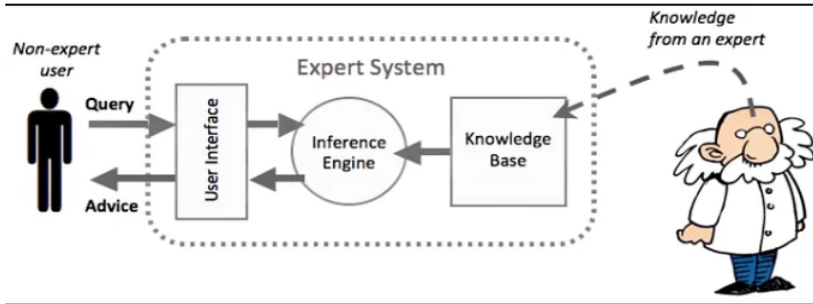 Knowledge
from an expert
Non-expert
user
Expert System
Query
User Interface
Inference
Engine
Knowledge
Base
Advice